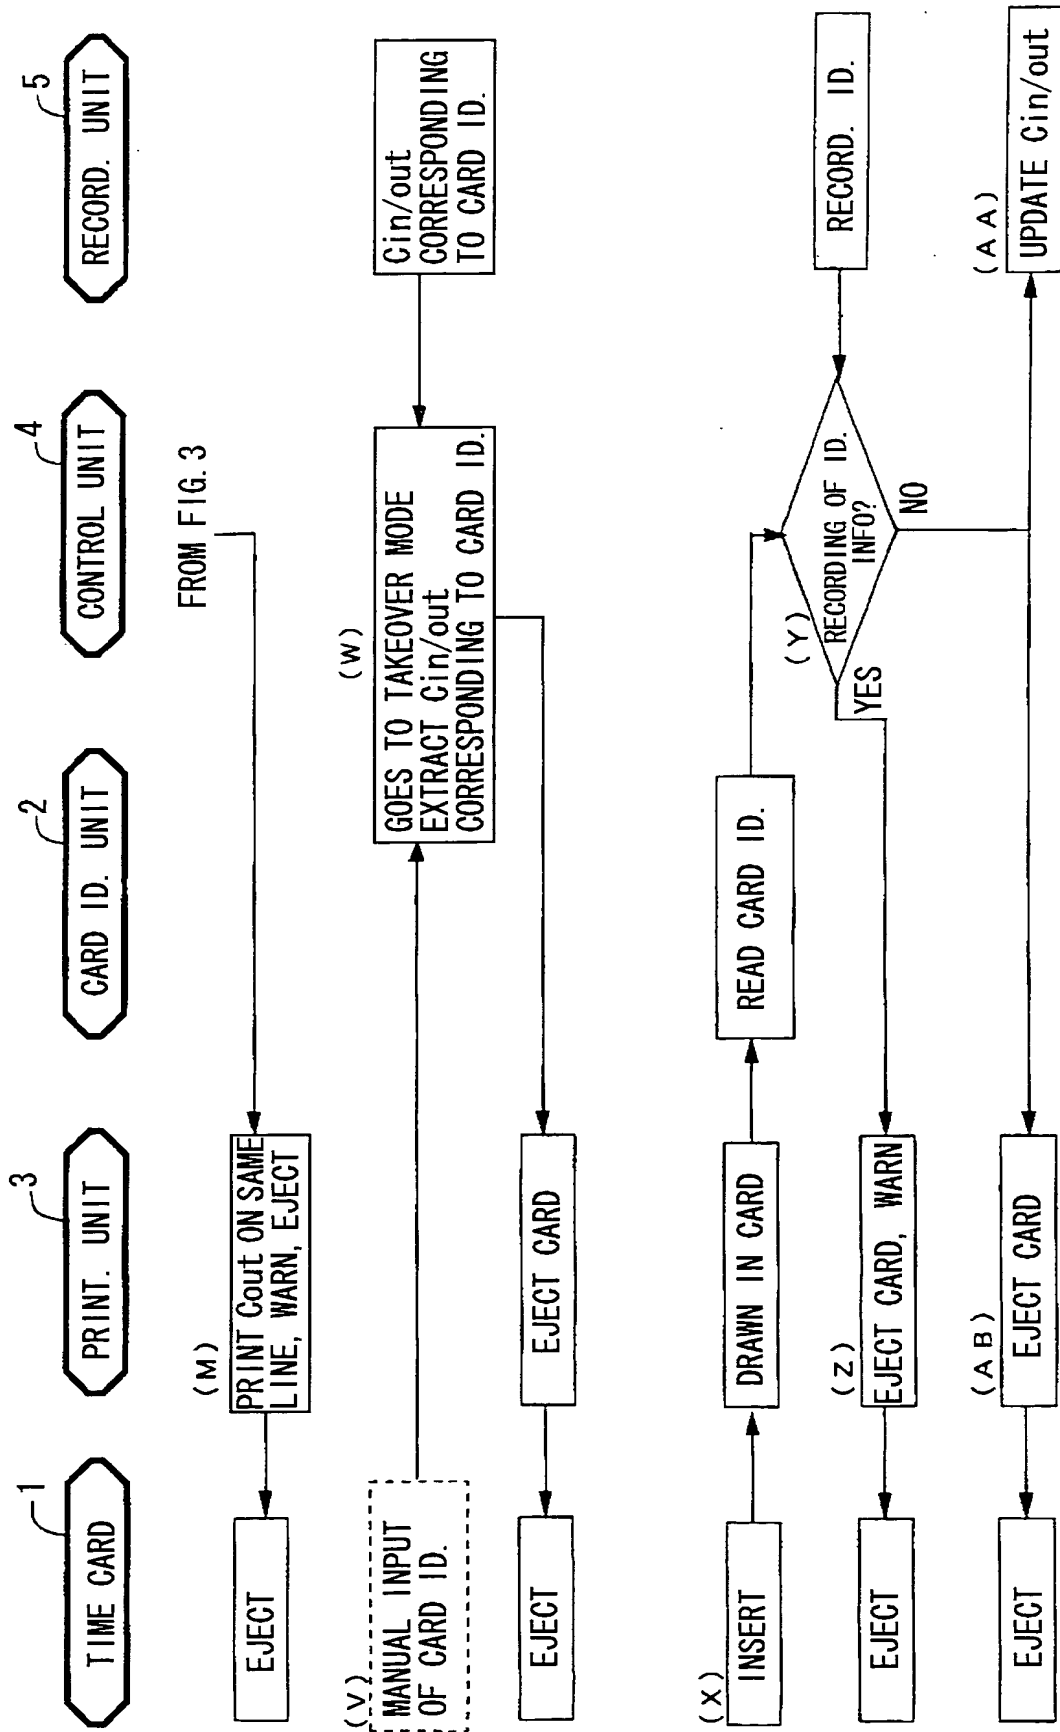 1
TIME CARD
3
PRINT. UNIT
2
CARD ID. UNIT
4
CONTROL UNIT
5
RECORD. UNIT
FROM FIG. 3
(M)
PRINT Cout ON SAME
LINE, WARN, EJECT
EJECT
(V)
MANUAL INPUT
OF CARD ID.
(W)
GOES TO TAKEOVER MODE
EXTRACT Cin/out
CORRESPONDING TO CARD ID.
Cin/out
CORRESPONDING
TO CARD ID.
EJECT
EJECT CARD
(X)
INSERT
DRAWN IN CARD
READ CARD ID.
(Y)
RECORDING OF ID.
INFO?
RECORD. ID.
YES
NO
(Z)
EJECT
EJECT CARD, WARN
(AB)
EJECT
EJECT CARD
(AA)
UPDATE Cin/out